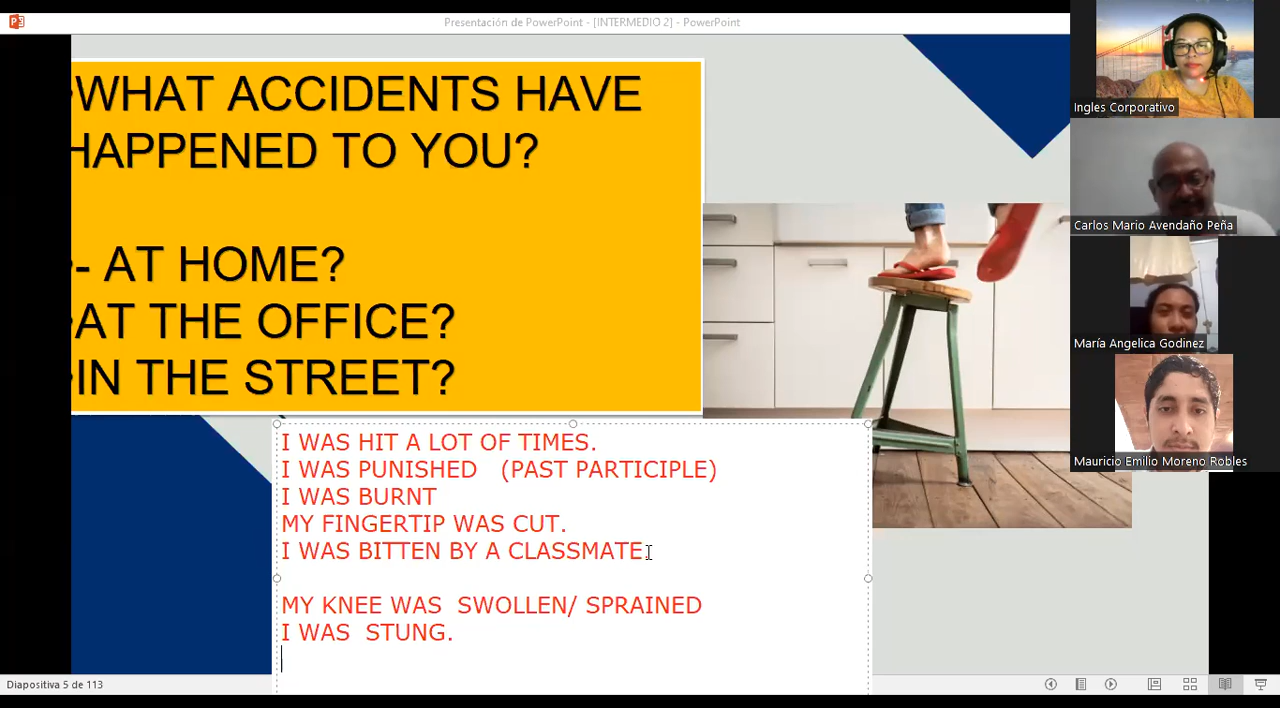 Presentación de PowerPoint - [INTERMEDIO 2] - PowerPoint
WHAT ACCIDENTS HAVE
HAPPENED TO YOU?
- AT HOME?
AT THE OFFICE?
IN THE STREET?
I WAS HIT A LOT OF TIMES.
I WAS PUNISHED (PAST PARTICIPLE)
I WAS BURNT
MY FINGERTIP WAS CUT.
I WAS BITTEN BY A CLASSMATE
MY KNEE WAS SWOLLEN/ SPRAINED
I WAS STUNG.
Ingles Corporativo
Carlos Mario Avendaño Peña
María Angelica Godinez
Mauricio Emilio Moreno Robles
Diapositiva 5 de 113